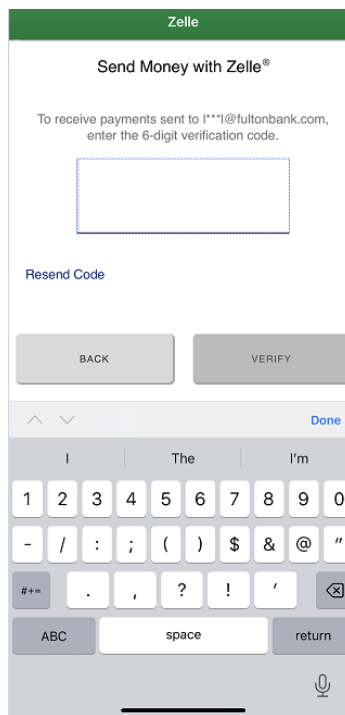 Zelle
Send Money with Zelle®
To receive payments sent to l***l@fultonbank.com,
enter the 6-digit verification code.
Resend Code
BACK VERIFY
Done
I The I'm
1 2 3 4 5 6 7 8 9 0
- / : ; ( ) $ & @ "
#+= . , ? ! '
ABC space return